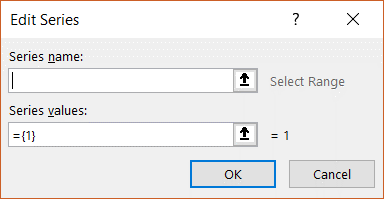 Edit Series ? ×
Series name:
Select Range
Series values:
={1} = 1
OK Cancel